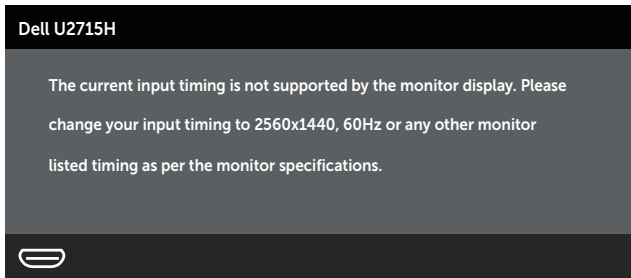 Dell U2715H
The current input timing is not supported by the monitor display. Please
change your input timing to 2560x1440, 60Hz or any other monitor
listed timing as per the monitor specifications.